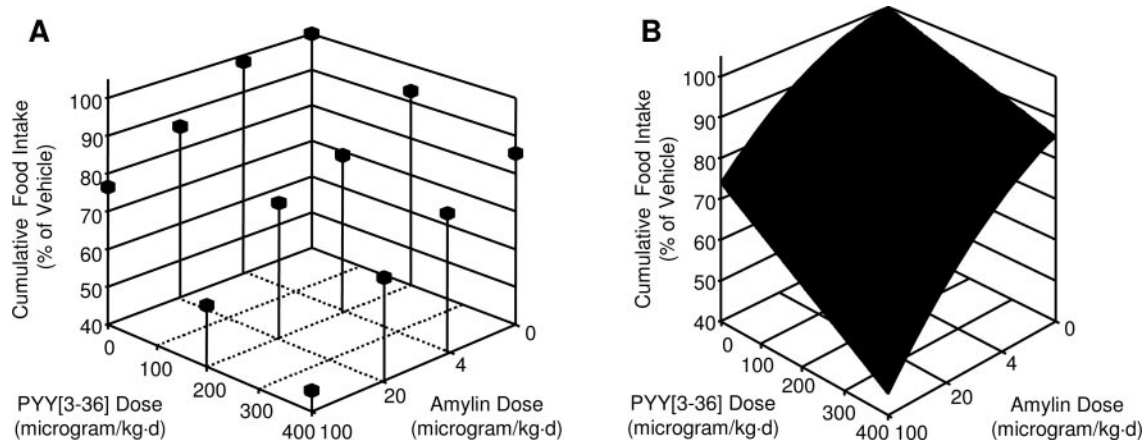 A
Cumulative Food Intake
(% of Vehicle)
100
90
80
70
60
50
40
0
100
200
300
400
100
20
4
0
PYY[3-36] Dose
(microgram/kg·d)
Amylin Dose
(microgram/kg·d)
B
Cumulative Food Intake
(% of Vehicle)
100
90
80
70
60
50
40
0
100
200
300
400
100
20
4
0
PYY[3-36] Dose
(microgram/kg·d)
Amylin Dose
(microgram/kg·d)